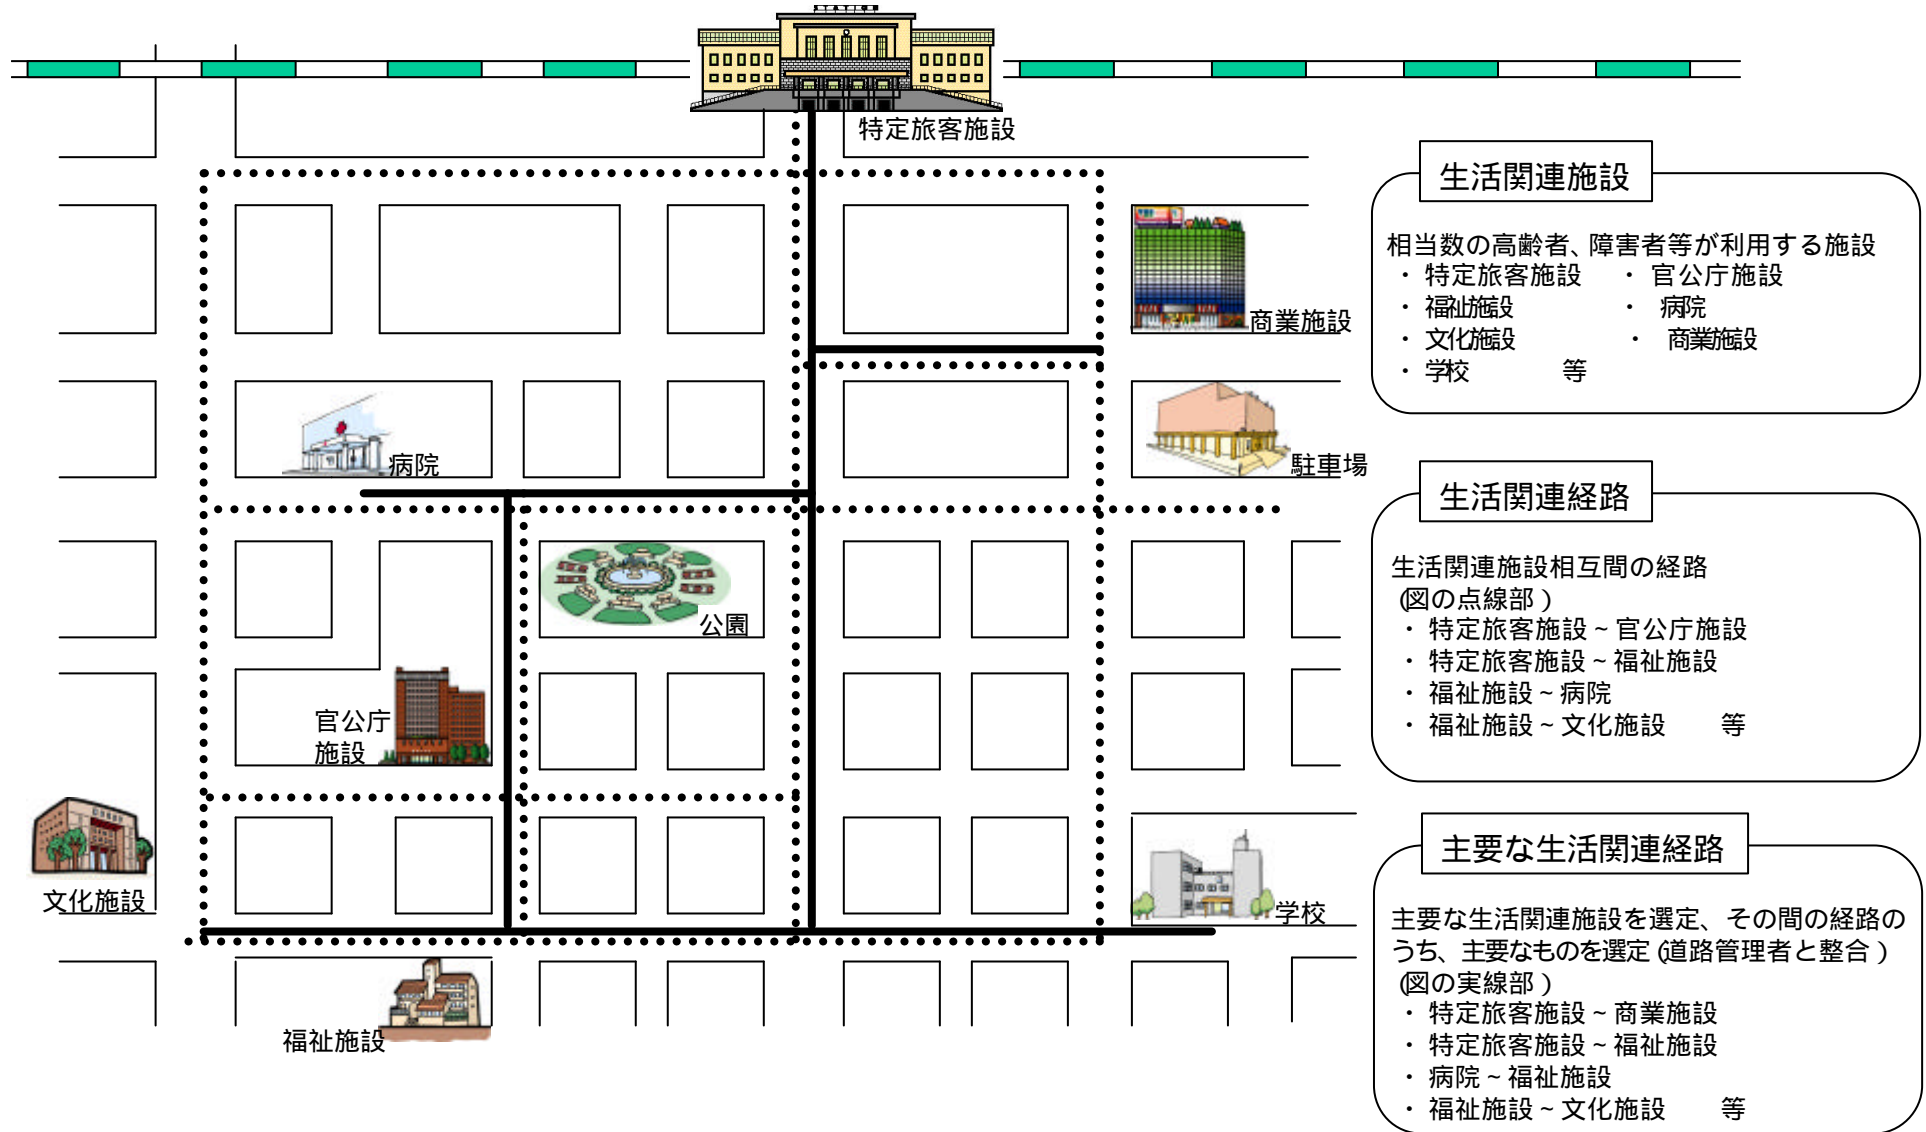 STATION
特定旅客施設
商業施設
病院
駐車場
公園
官公庁
施設
文化施設
学校
福祉施設
生活関連施設
相当数の高齢者、障害者等が利用する施設
・ 特定旅客施設 ・ 官公庁施設
・ 福祉施設 ・ 病院
・ 文化施設 ・ 商業施設
・ 学校 等
生活関連経路
生活関連施設相互間の経路
(図の点線部)
・ 特定旅客施設~官公庁施設
・ 特定旅客施設~福祉施設
・ 福祉施設~病院
・ 福祉施設~文化施設 等
主要な生活関連経路
主要な生活関連施設を選定、その間の経路の
うち、主要なものを選定(道路管理者と整合)
(図の実線部)
・ 特定旅客施設~商業施設
・ 特定旅客施設~福祉施設
・ 病院~福祉施設
・ 福祉施設~文化施設 等